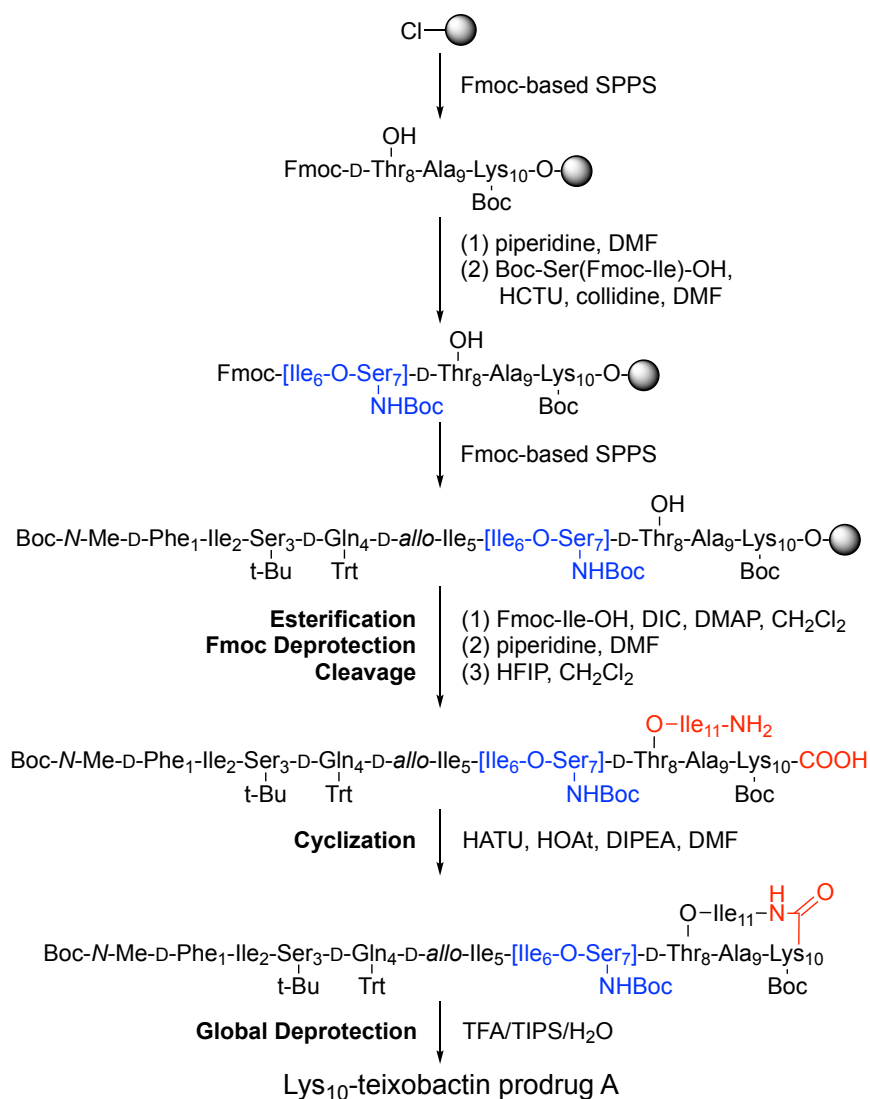 Cl
Fmoc-based SPPS
OH
Fmoc-D-Thr₈-Ala₉-Lys₁₀-O
Boc
(1) piperidine, DMF
(2) Boc-Ser(Fmoc-Ile)-OH,
HCTU, collidine, DMF
OH
Fmoc-[Ile₆-O-Ser₇]-D-Thr₈-Ala₉-Lys₁₀-O
NHBoc Boc
Fmoc-based SPPS
OH
Boc-N-Me-D-Phe₁-Ile₂-Ser₃-D-Gln₄-D-allo-Ile₅-[Ile₆-O-Ser₇]-D-Thr₈-Ala₉-Lys₁₀-O
t-Bu Trt NHBoc Boc
Esterification (1) Fmoc-Ile-OH, DIC, DMAP, CH₂Cl₂
Fmoc Deprotection (2) piperidine, DMF
Cleavage (3) HFIP, CH₂Cl₂
O-Ile₁₁-NH₂
Boc-N-Me-D-Phe₁-Ile₂-Ser₃-D-Gln₄-D-allo-Ile₅-[Ile₆-O-Ser₇]-D-Thr₈-Ala₉-Lys₁₀-COOH
t-Bu Trt NHBoc Boc
Cyclization HATU, HOAt, DIPEA, DMF
O-Ile₁₁-NH O
Boc-N-Me-D-Phe₁-Ile₂-Ser₃-D-Gln₄-D-allo-Ile₅-[Ile₆-O-Ser₇]-D-Thr₈-Ala₉-Lys₁₀
t-Bu Trt NHBoc Boc
Global Deprotection TFA/TIPS/H₂O
Lys₁₀-teixobactin prodrug A